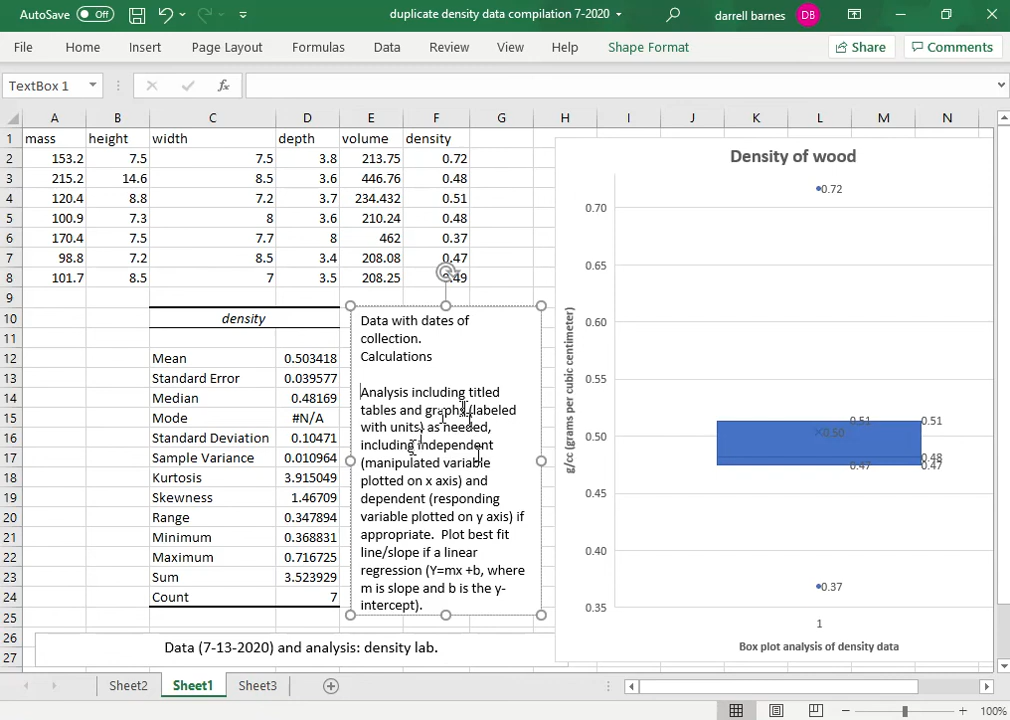 AutoSave Off duplicate density data compilation 7-2020 darrell barnes DB
File Home Insert Page Layout Formulas Data Review View Help Shape Format Share Comments
TextBox 1 fx
A B C D E F G H I J K L M N
1 mass height width depth volume density
2 153.2 7.5 7.5 3.8 213.75 0.72
3 215.2 14.6 8.5 3.6 446.76 0.48
4 120.4 8.8 7.2 3.7 234.432 0.51
5 100.9 7.3 8 3.6 210.24 0.48
6 170.4 7.5 7.7 8 462 0.37
7 98.8 7.2 8.5 3.4 208.08 0.47
8 101.7 8.5 7 3.5 208.25 0.49
9
10 density
11
12 Mean 0.503418
13 Standard Error 0.039577
14 Median 0.48169
15 Mode #N/A
16 Standard Deviation 0.10471
17 Sample Variance 0.010964
18 Kurtosis 3.915049
19 Skewness 1.46709
20 Range 0.347894
21 Minimum 0.368831
22 Maximum 0.716725
23 Sum 3.523929
24 Count 7
25
26
27
Data with dates of
collection.
Calculations
Analysis including titled
tables and graphs (labeled
with units) as needed,
including independent
(manipulated variable
plotted on x axis) and
dependent (responding
variable plotted on y axis) if
appropriate. Plot best fit
line/slope if a linear
regression (Y=mx +b, where
m is slope and b is the y-
intercept).
Data (7-13-2020) and analysis: density lab.
Density of wood
g/cc (grams per cubic centimeter)
0.70
0.65
0.60
0.55
0.50
0.45
0.40
0.35
0.72
0.51 0.51
0.50
0.48
0.47 0.47
0.37
1
Box plot analysis of density data
Sheet2 Sheet1 Sheet3
100%